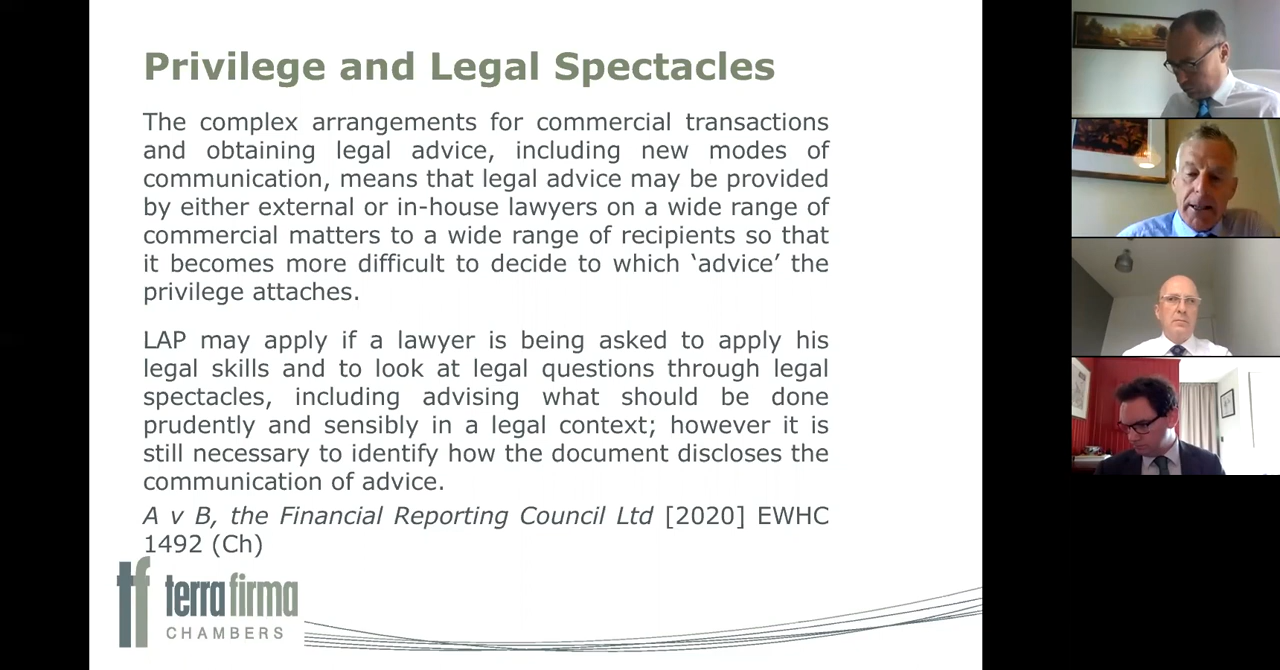 Privilege and Legal Spectacles
The complex arrangements for commercial transactions
and obtaining legal advice, including new modes of
communication, means that legal advice may be provided
by either external or in-house lawyers on a wide range of
commercial matters to a wide range of recipients so that
it becomes more difficult to decide to which ‘advice’ the
privilege attaches.
LAP may apply if a lawyer is being asked to apply his
legal skills and to look at legal questions through legal
spectacles, including advising what should be done
prudently and sensibly in a legal context; however it is
still necessary to identify how the document discloses the
communication of advice.
A v B, the Financial Reporting Council Ltd [2020] EWHC
1492 (Ch)
tf terra firma
CHAMBERS